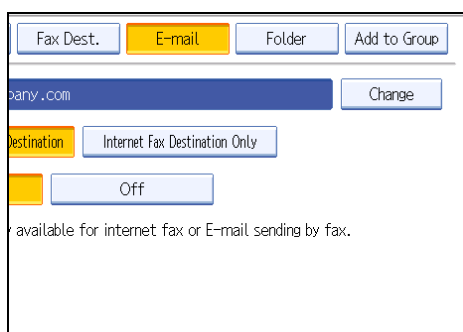 Fax Dest. E-mail Folder Add to Group
pany.com Change
Destination Internet Fax Destination Only
Off
available for internet fax or E-mail sending by fax.